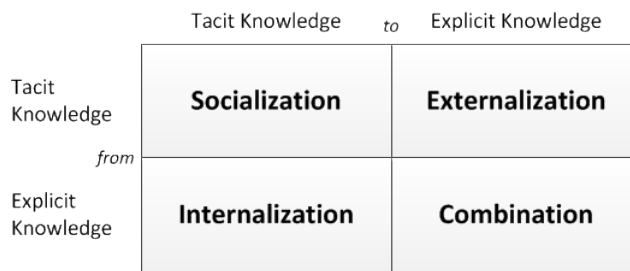 Tacit Knowledge to Explicit Knowledge
Tacit
Knowledge
Socialization Externalization
from
Explicit
Knowledge
Internalization Combination